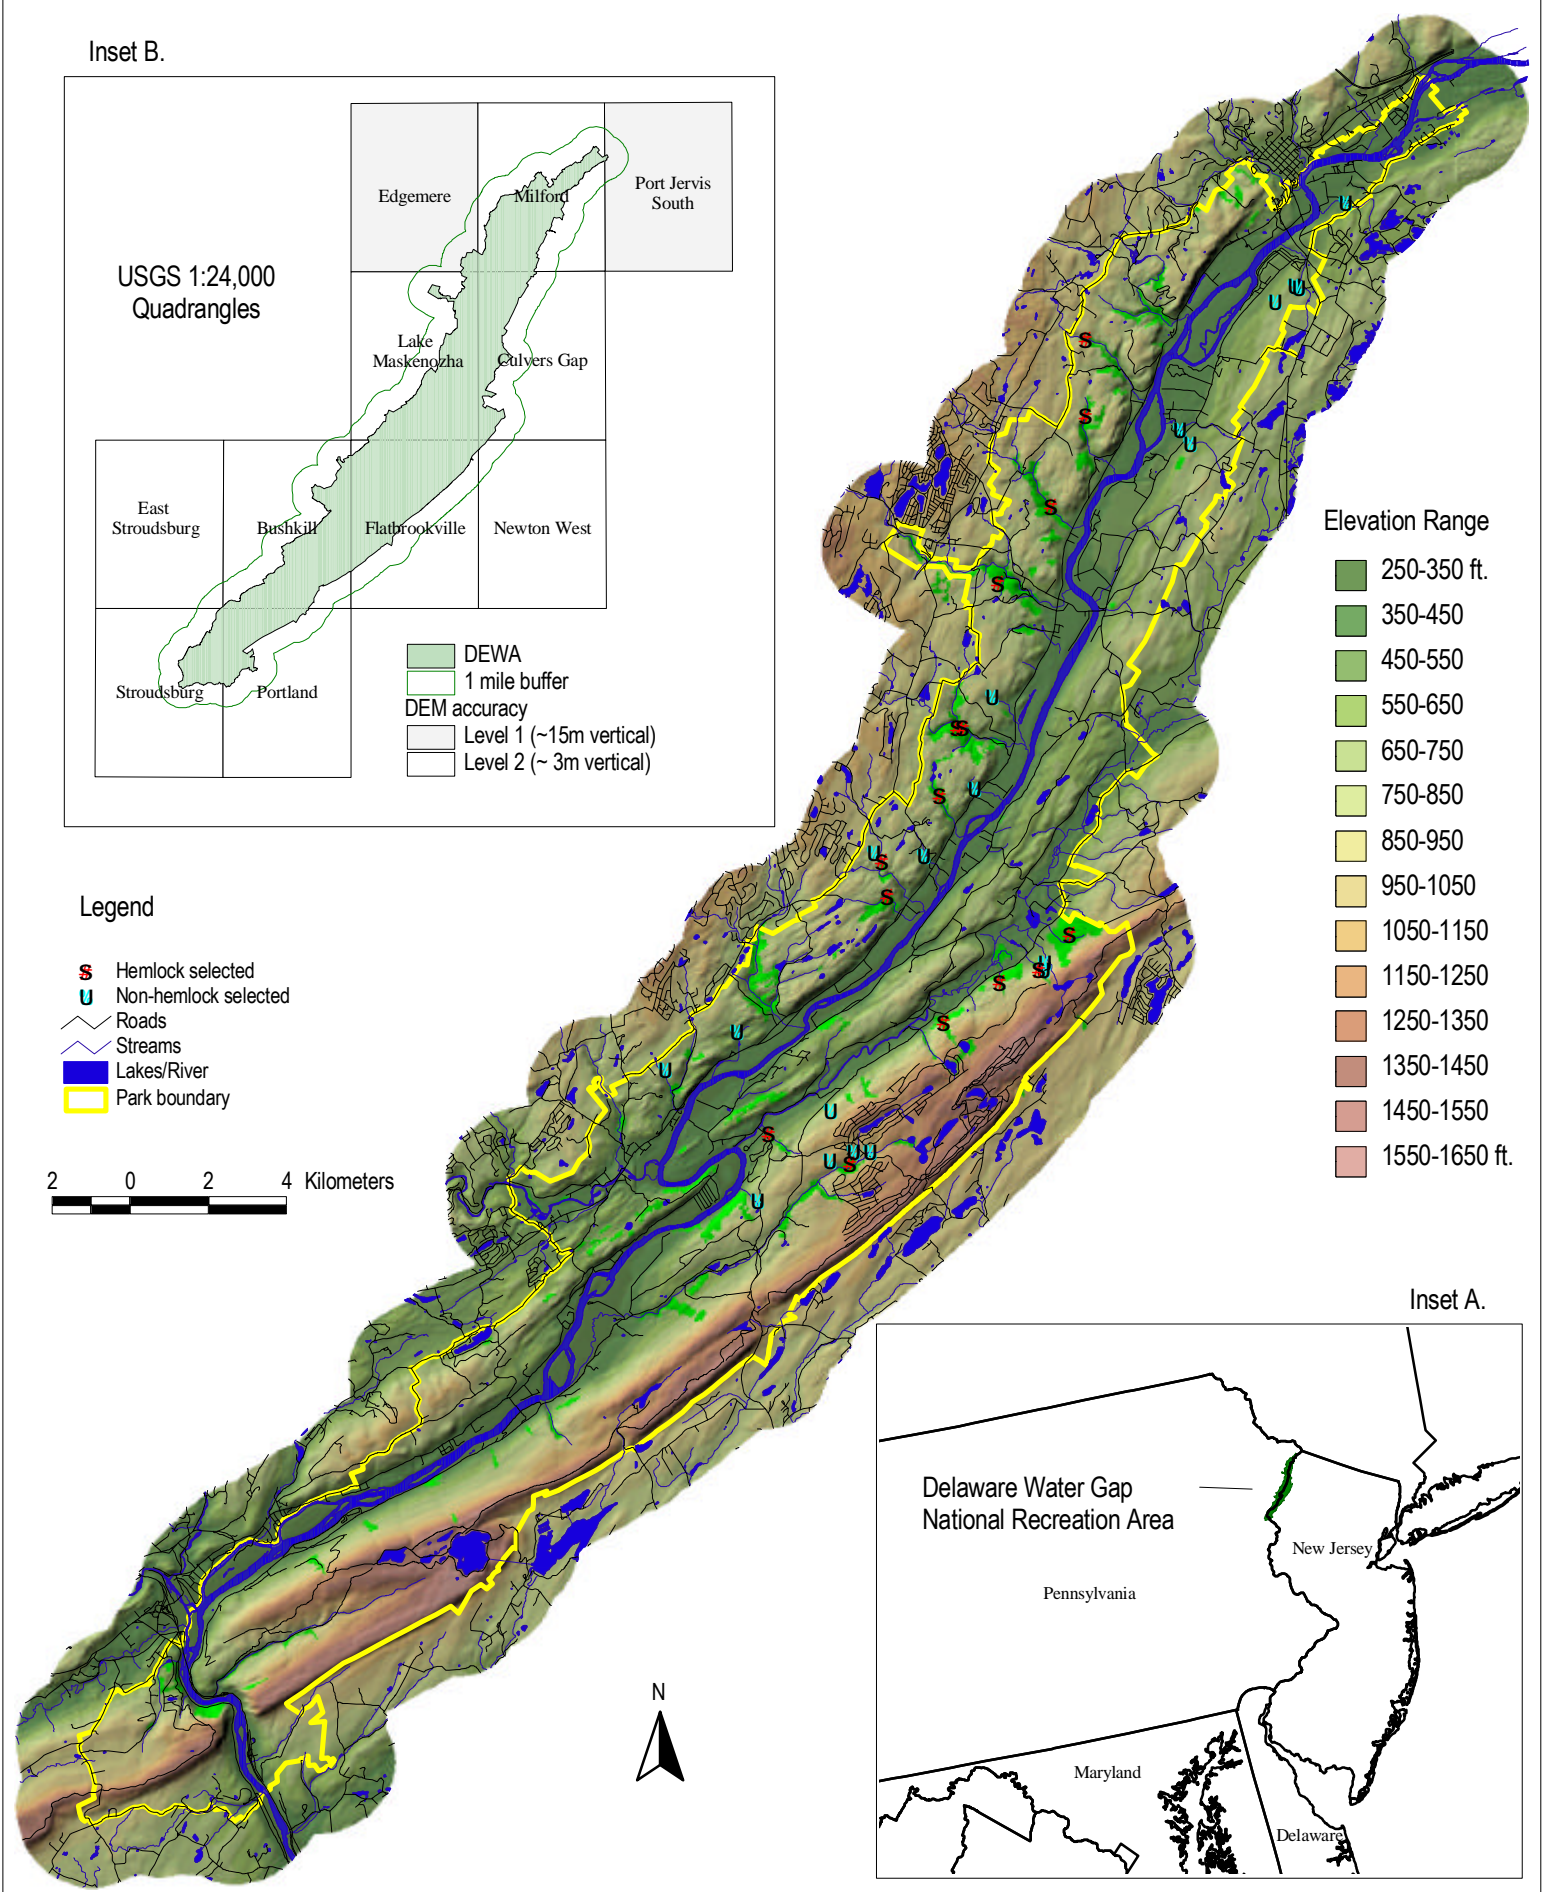 Inset B.
Edgemere
Milford
Port Jervis
South
USGS 1:24,000
Quadrangles
Lake
Maskenozha
Culvers Gap
East
Stroudsburg
Bushkill
Flatbrookville
Newton West
Stroudsburg
Portland
DEWA
1 mile buffer
DEM accuracy
Level 1 (~15m vertical)
Level 2 (~ 3m vertical)
Legend
S Hemlock selected
U Non-hemlock selected
Roads
Streams
Lakes/River
Park boundary
2 0 2 4 Kilometers
Elevation Range
250-350 ft.
350-450
450-550
550-650
650-750
750-850
850-950
950-1050
1050-1150
1150-1250
1250-1350
1350-1450
1450-1550
1550-1650 ft.
U
U
U
U
S
S
U
U
S
S
U
S
S
S
U
U
S
U
S
S
U
S
S
S
U
U
U
S
U
U
U
S
U
N
Inset A.
Delaware Water Gap
National Recreation Area
New Jersey
Pennsylvania
Maryland
Delaware